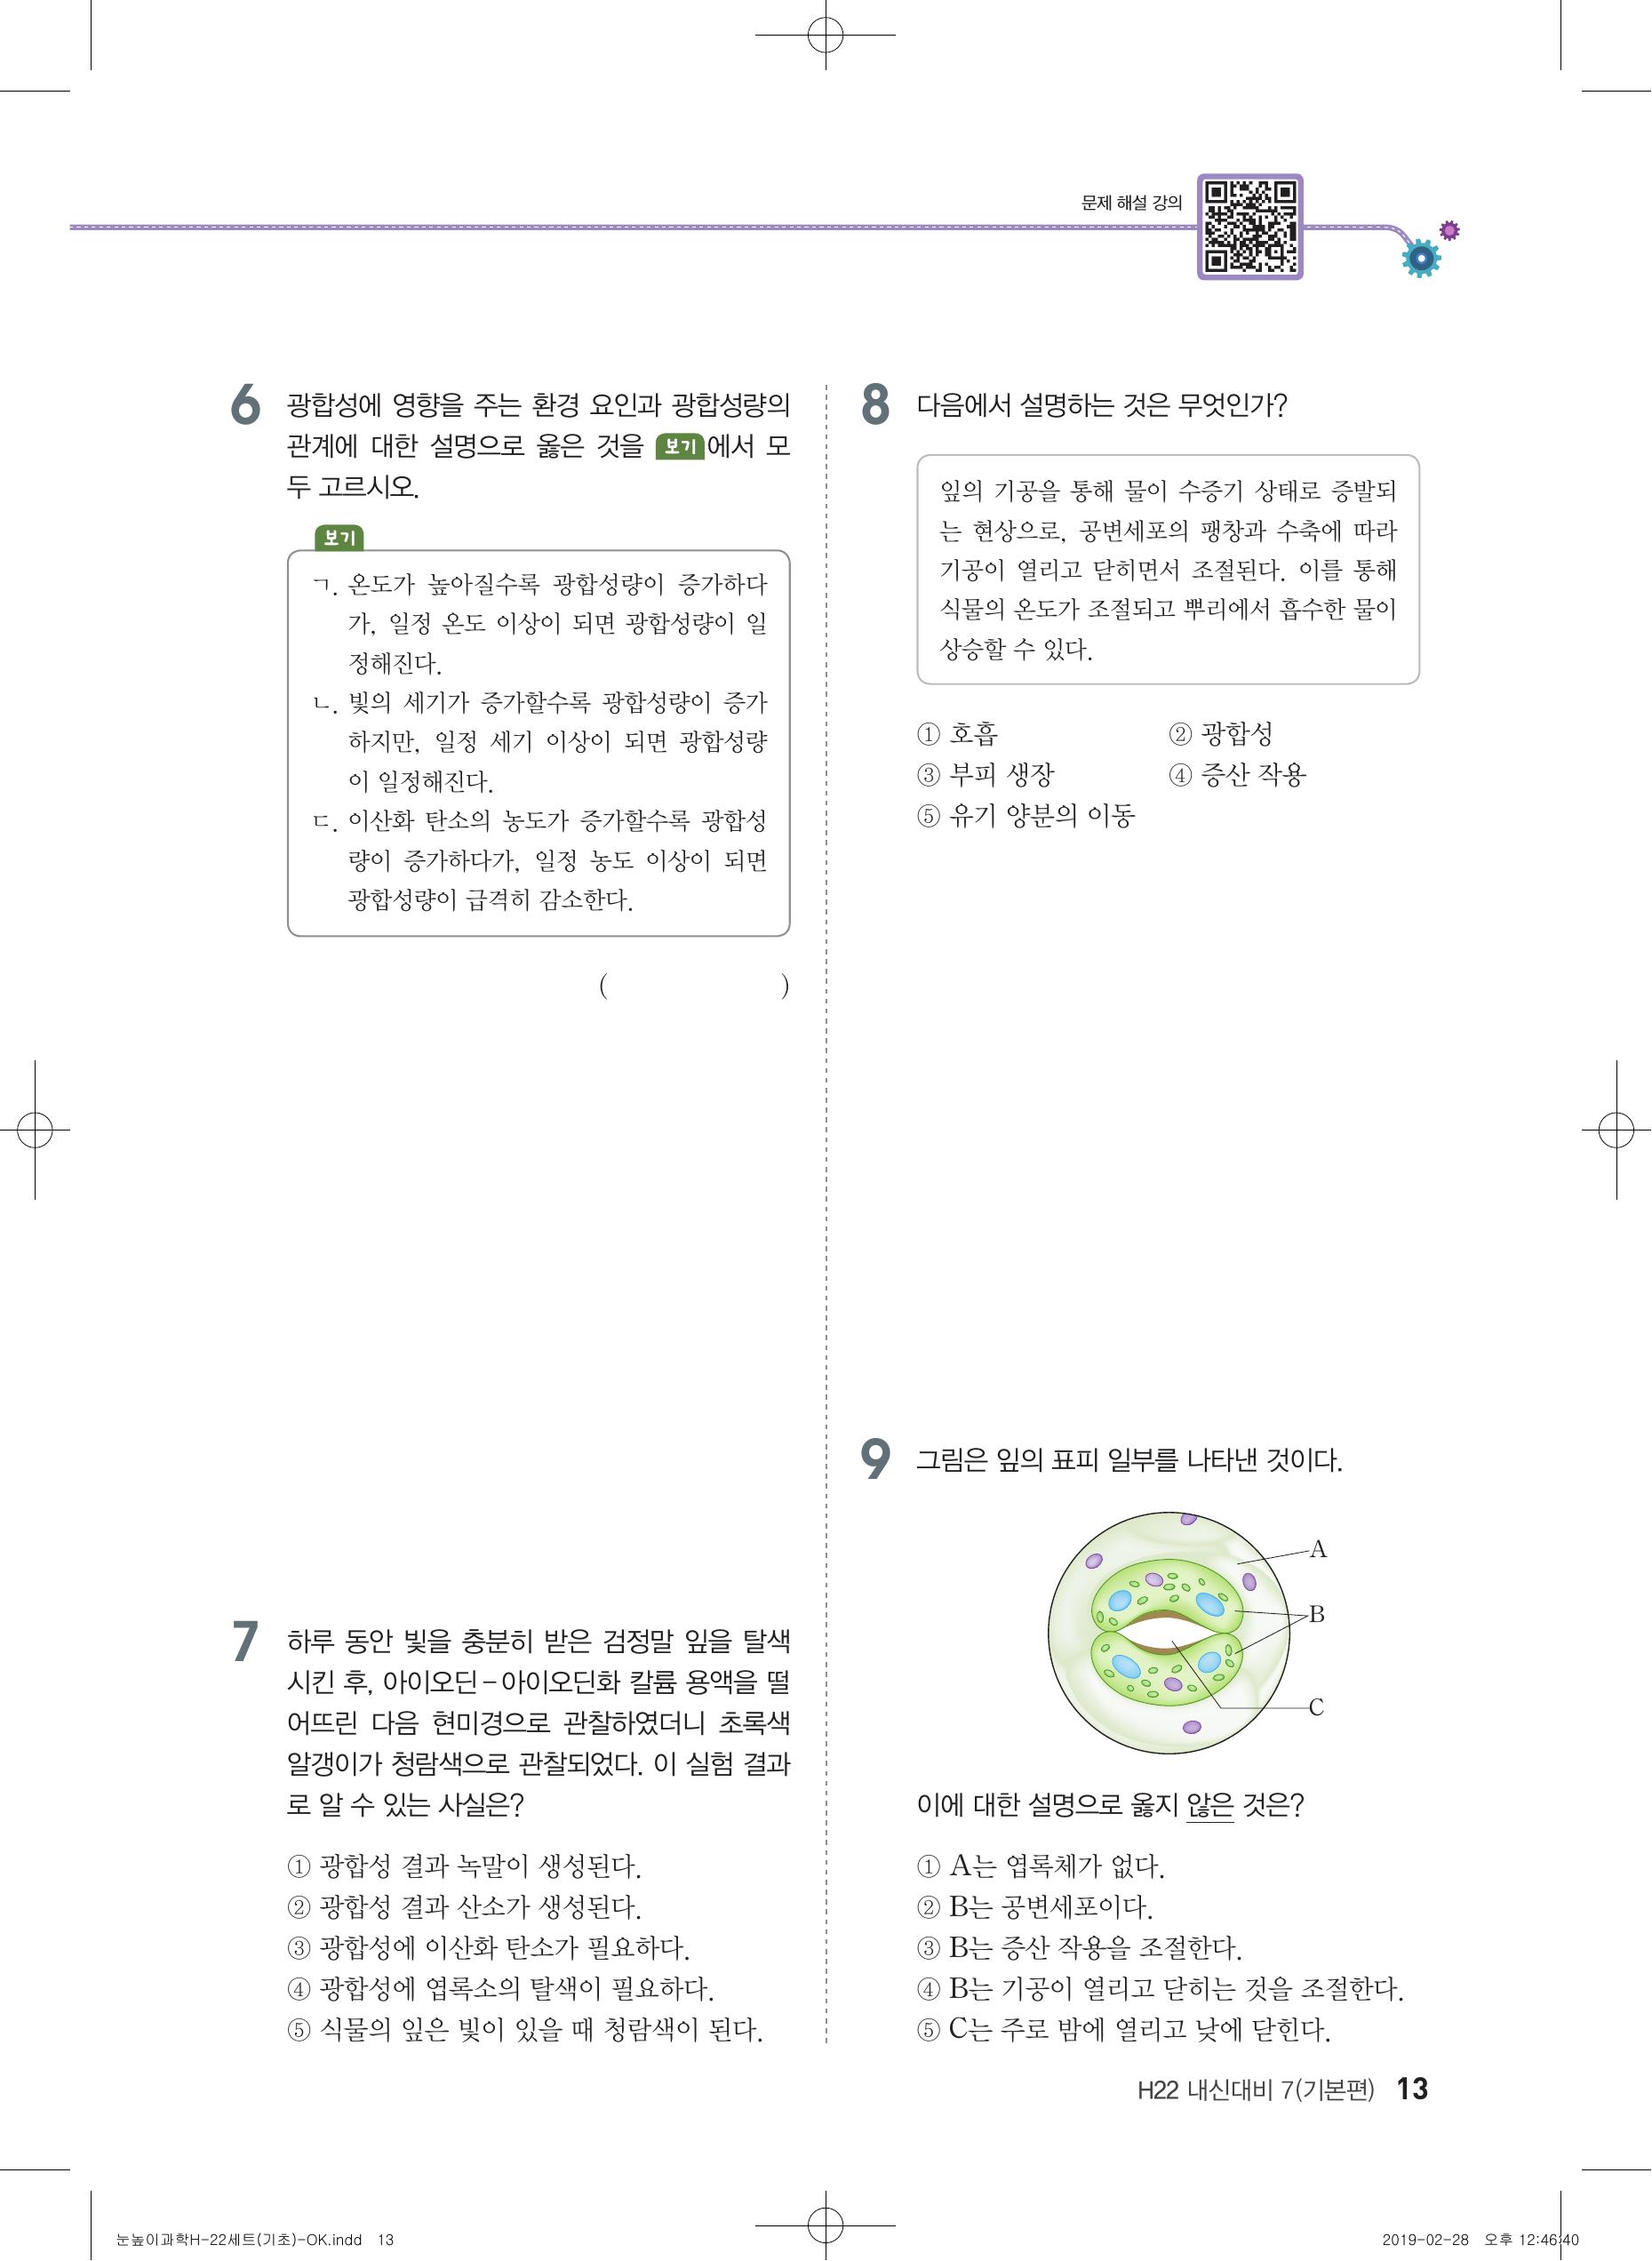 문제 해설 강의
6 광합성에 영향을 주는 환경 요인과 광합성량의
관계에 대한 설명으로 옳은 것을 보기에서 모
두 고르시오.
보기
ㄱ. 온도가 높아질수록 광합성량이 증가하다
가, 일정 온도 이상이 되면 광합성량이 일
정해진다.
ㄴ. 빛의 세기가 증가할수록 광합성량이 증가
하지만, 일정 세기 이상이 되면 광합성량
이 일정해진다.
ㄷ. 이산화 탄소의 농도가 증가할수록 광합성
량이 증가하다가, 일정 농도 이상이 되면
광합성량이 급격히 감소한다.
( )
7 하루 동안 빛을 충분히 받은 검정말 잎을 탈색
시킨 후, 아이오딘-아이오딘화 칼륨 용액을 떨
어뜨린 다음 현미경으로 관찰하였더니 초록색
알갱이가 청람색으로 관찰되었다. 이 실험 결과
로 알 수 있는 사실은?
① 광합성 결과 녹말이 생성된다.
② 광합성 결과 산소가 생성된다.
③ 광합성에 이산화 탄소가 필요하다.
④ 광합성에 엽록소의 탈색이 필요하다.
⑤ 식물의 잎은 빛이 있을 때 청람색이 된다.
8 다음에서 설명하는 것은 무엇인가?
잎의 기공을 통해 물이 수증기 상태로 증발되
는 현상으로, 공변세포의 팽창과 수축에 따라
기공이 열리고 닫히면서 조절된다. 이를 통해
식물의 온도가 조절되고 뿌리에서 흡수한 물이
상승할 수 있다.
① 호흡 ② 광합성
③ 부피 생장 ④ 증산 작용
⑤ 유기 양분의 이동
9 그림은 잎의 표피 일부를 나타낸 것이다.
A
B
C
이에 대한 설명으로 옳지 않은 것은?
① A는 엽록체가 없다.
② B는 공변세포이다.
③ B는 증산 작용을 조절한다.
④ B는 기공이 열리고 닫히는 것을 조절한다.
⑤ C는 주로 밤에 열리고 낮에 닫힌다.
H22 내신대비 7(기본편) 13
눈높이과학H-22세트(기초)-OK.indd 13
2019-02-28 오후 12:46:40